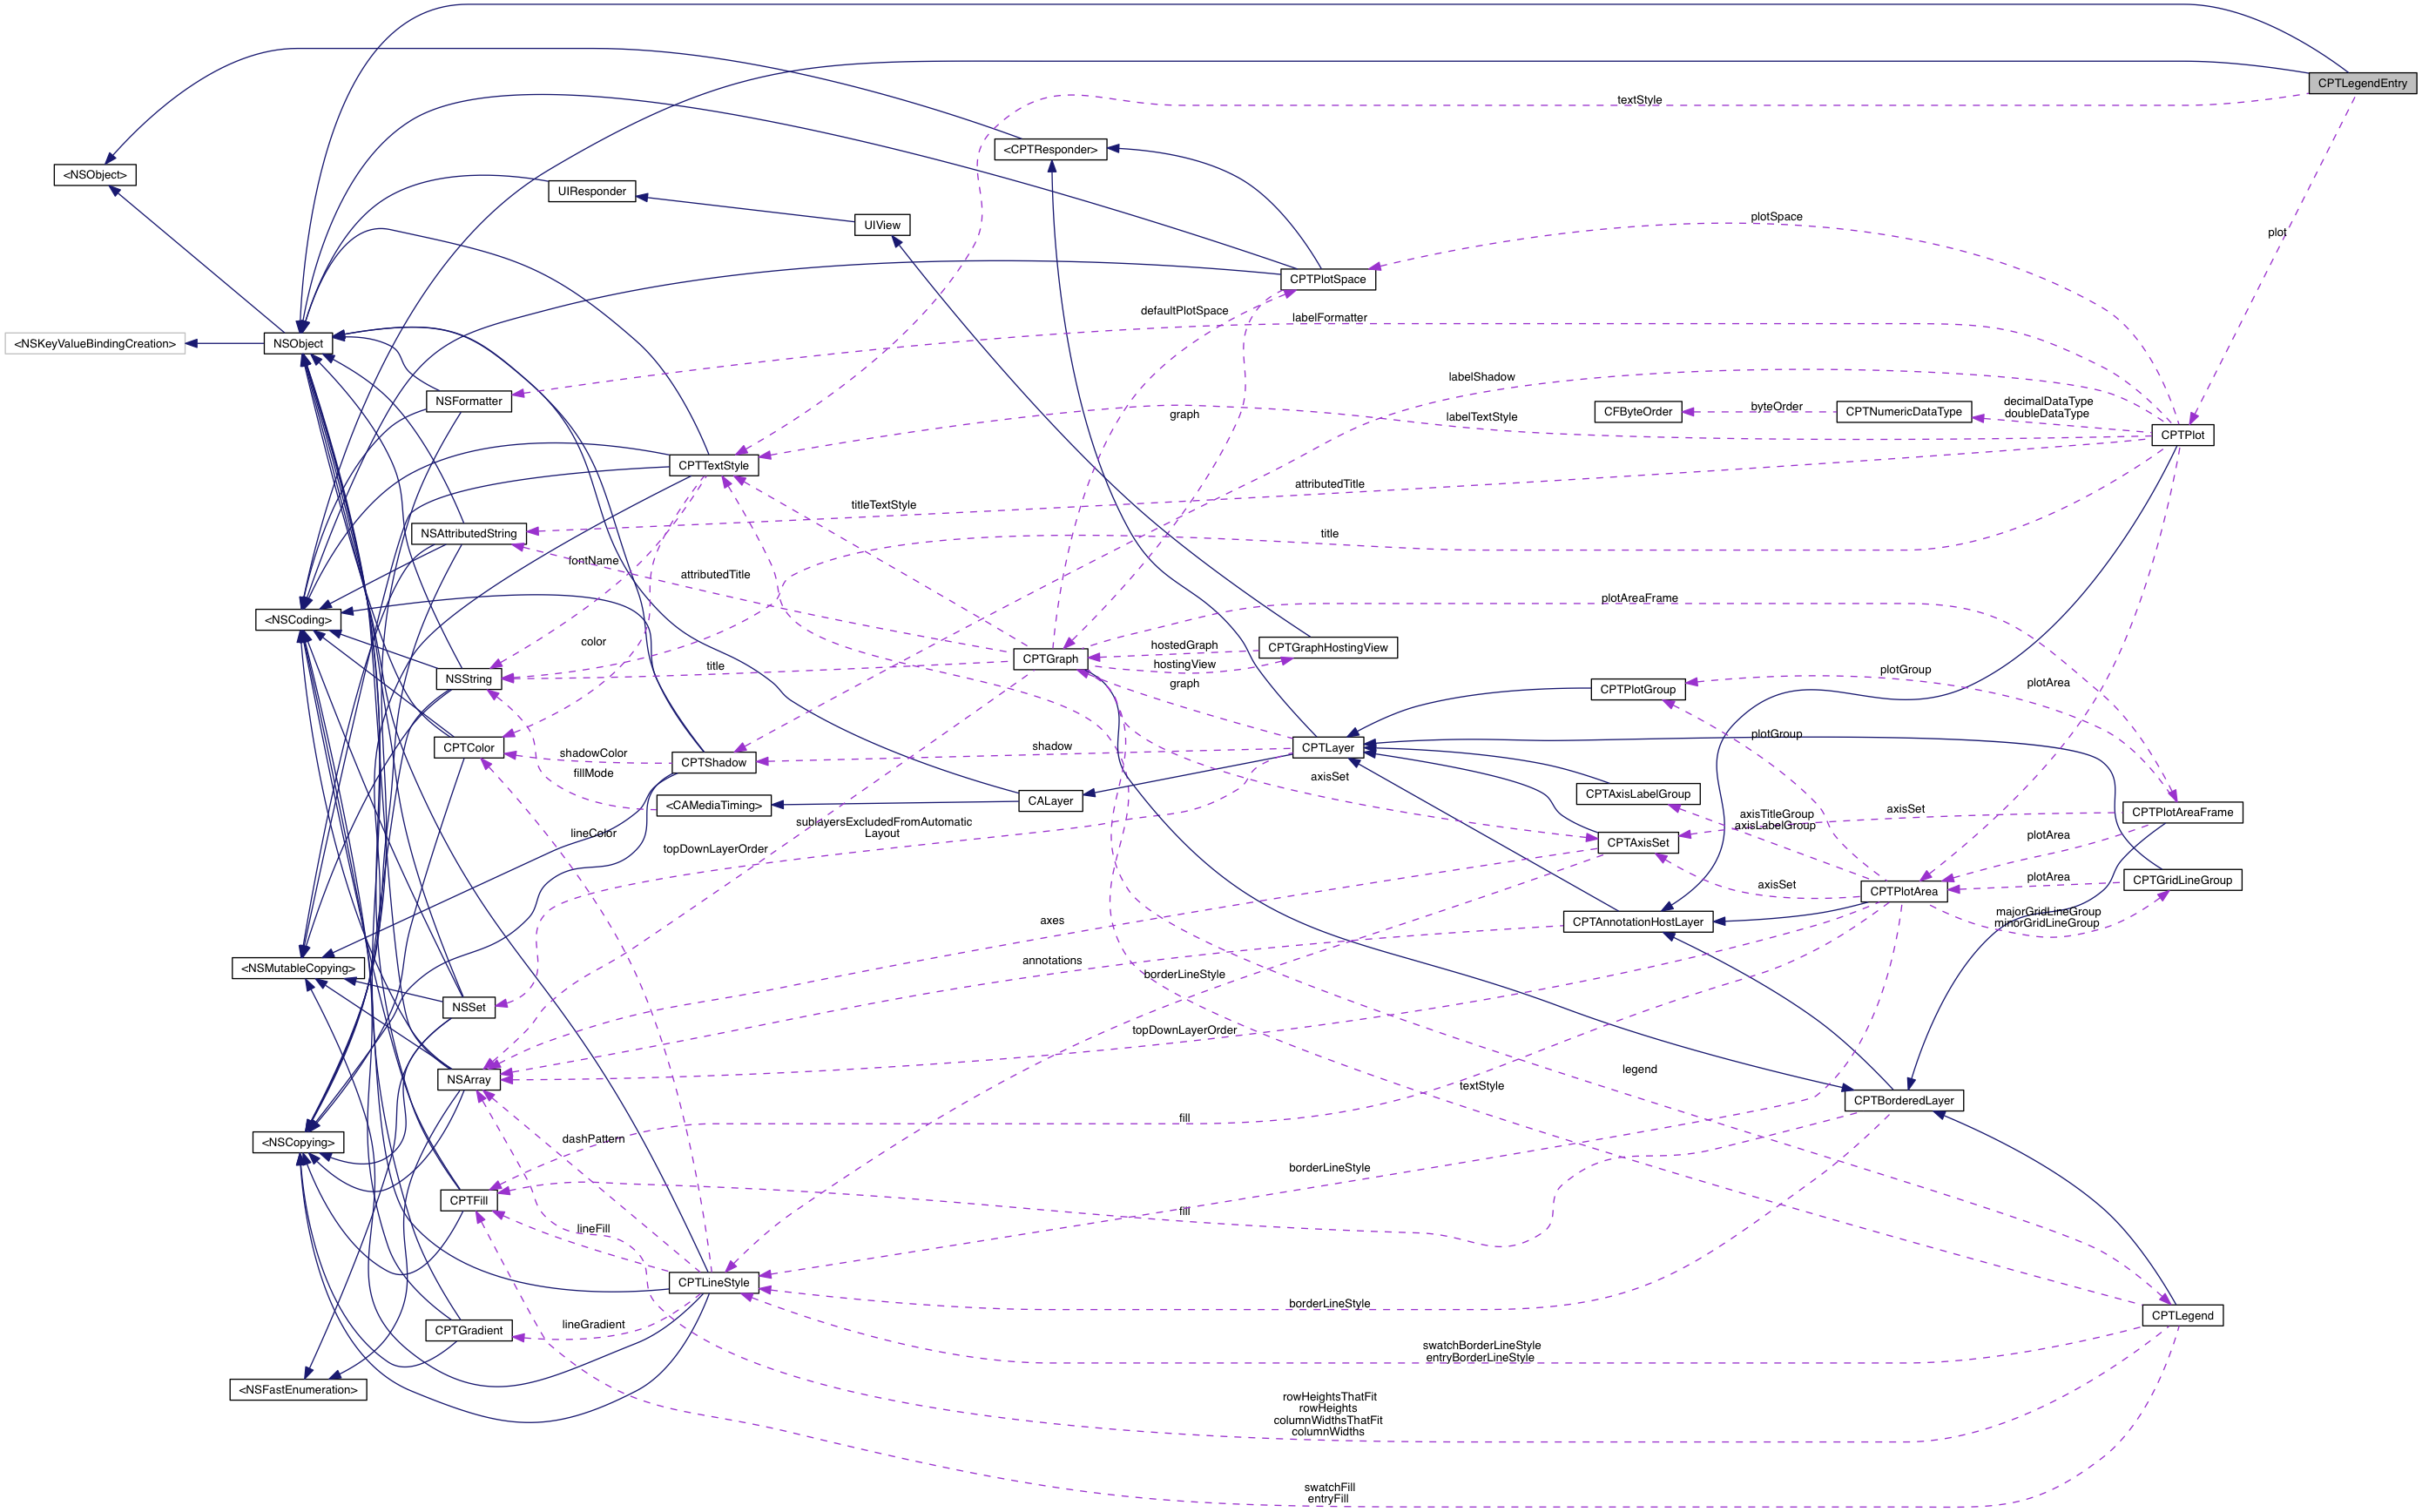 CPTLegendEntry
textStyle
<CPTResponder>
<NSObject>
UIResponder
UIView
plotSpace
plot
CPTPlotSpace
defaultPlotSpace
labelFormatter
<NSKeyValueBindingCreation>
NSObject
labelShadow
NSFormatter
graph
labelTextStyle
CFByteOrder
byteOrder
CPTNumericDataType
decimalDataType
doubleDataType
CPTPlot
CPTTextStyle
attributedTitle
titleTextStyle
NSAttributedString
title
fontName
attributedTitle
plotAreaFrame
<NSCoding>
color
hostedGraph
CPTGraphHostingView
CPTGraph
title
hostingView
NSString
graph
plotGroup
plotArea
CPTPlotGroup
plotGroup
CPTColor
shadowColor
shadow
CPTLayer
CPTShadow
fillMode
axisSet
CPTAxisLabelGroup
<CAMediaTiming>
CALayer
axisSet
CPTPlotAreaFrame
lineColor
sublayersExcludedFromAutomatic
Layout
axisTitleGroup
axisLabelGroup
topDownLayerOrder
CPTAxisSet
plotArea
axisSet
CPTPlotArea
plotArea
CPTGridLineGroup
axes
CPTAnnotationHostLayer
majorGridLineGroup
minorGridLineGroup
<NSMutableCopying>
annotations
borderLineStyle
NSSet
topDownLayerOrder
NSArray
legend
textStyle
CPTBorderedLayer
fill
<NSCopying>
dashPattern
borderLineStyle
CPTFill
fill
lineFill
CPTLineStyle
borderLineStyle
CPTLegend
CPTGradient
lineGradient
swatchBorderLineStyle
entryBorderLineStyle
<NSFastEnumeration>
rowHeightsThatFit
rowHeights
columnWidthsThatFit
columnWidths
swatchFill
entryFill